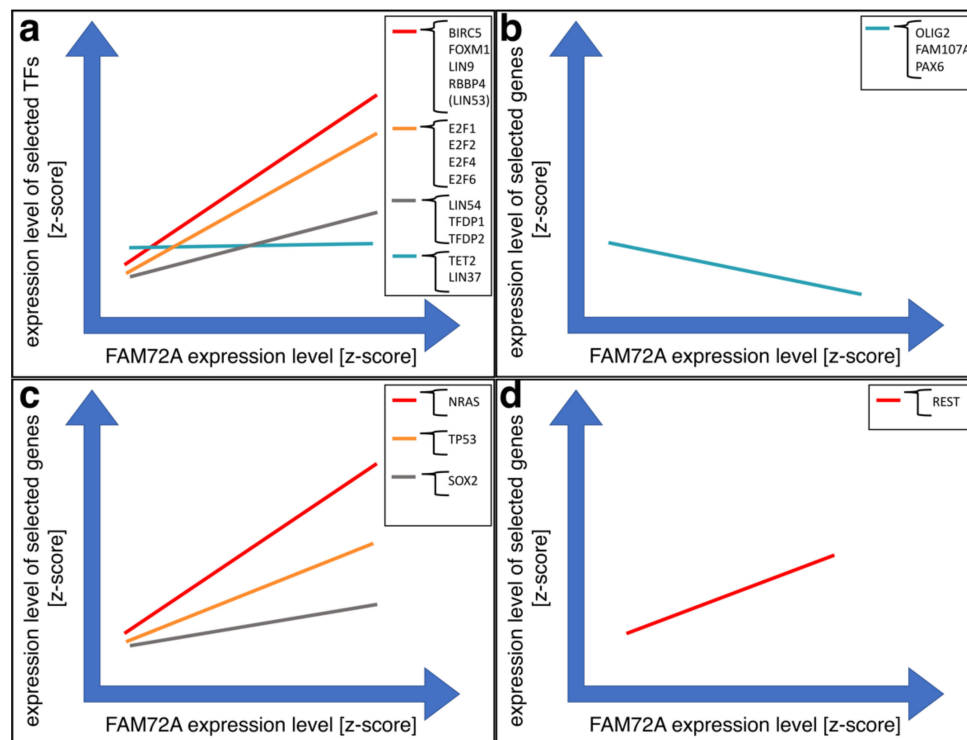 a
expression level of selected TFs
[z-score]
BIRC5
FOXM1
LIN9
RBBP4
(LIN53)
E2F1
E2F2
E2F4
E2F6
LIN54
TFDP1
TFDP2
TET2
LIN37
FAM72A expression level [z-score]
b
expression level of selected genes
[z-score]
OLIG2
FAM107A
PAX6
FAM72A expression level [z-score]
c
expression level of selected genes
[z-score]
NRAS
TP53
SOX2
FAM72A expression level [z-score]
d
expression level of selected genes
[z-score]
REST
FAM72A expression level [z-score]